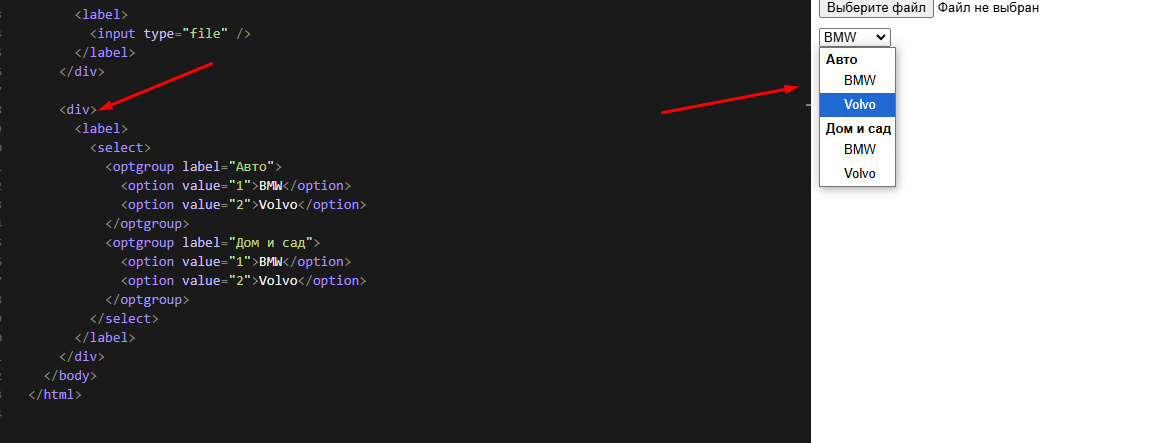 <label>
<input type="file" />
</label>
</div>
<div>
<label>
<select>
<optgroup label="Авто">
<option value="1">BMW</option>
<option value="2">Volvo</option>
</optgroup>
<optgroup label="Дом и сад">
<option value="1">BMW</option>
<option value="2">Volvo</option>
</optgroup>
</select>
</label>
</div>
</body>
</html>
Выберите файл Файл не выбран
BMW
Авто
BMW
Volvo
Дом и сад
BMW
Volvo